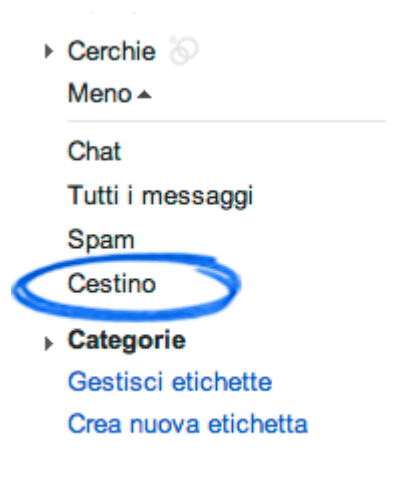 Cerchie
Meno
Chat
Tutti i messaggi
Spam
Cestino
Categorie
Gestisci etichette
Crea nuova etichetta